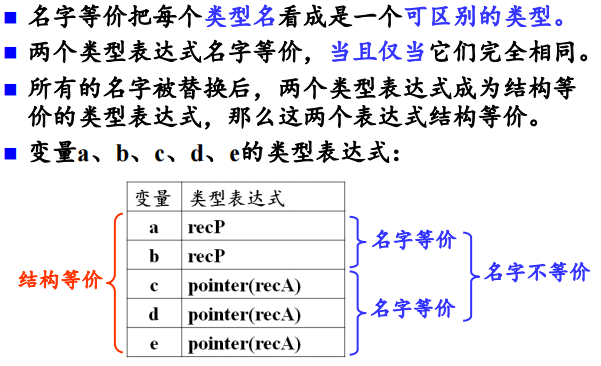 名字等价把每个类型名看成是一个可区别的类型。
两个类型表达式名字等价，当且仅当它们完全相同。
所有的名字被替换后，两个类型表达式成为结构等
价的类型表达式，那么这两个表达式结构等价。
变量a、b、c、d、e的类型表达式：
变量 类型表达式
a recP
b recP
c pointer(recA)
d pointer(recA)
e pointer(recA)
结构等价
名字等价
名字等价
名字不等价